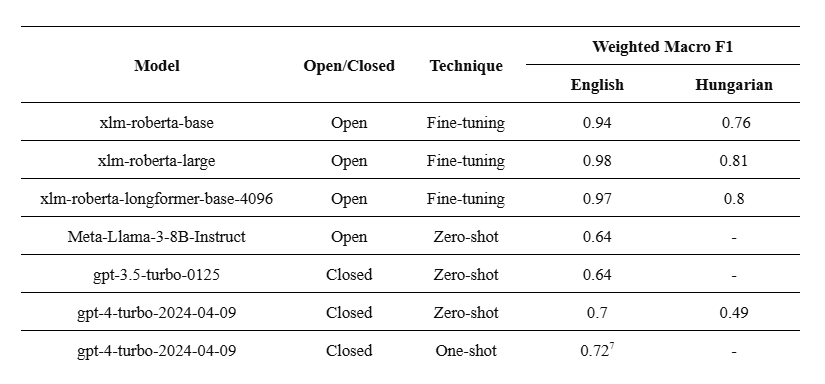 Model Open/Closed Technique Weighted Macro F1
English Hungarian
xlm-roberta-base Open Fine-tuning 0.94 0.76
xlm-roberta-large Open Fine-tuning 0.98 0.81
xlm-roberta-longformer-base-4096 Open Fine-tuning 0.97 0.8
Meta-Llama-3-8B-Instruct Open Zero-shot 0.64 -
gpt-3.5-turbo-0125 Closed Zero-shot 0.64 -
gpt-4-turbo-2024-04-09 Closed Zero-shot 0.7 0.49
gpt-4-turbo-2024-04-09 Closed One-shot 0.72⁷ -